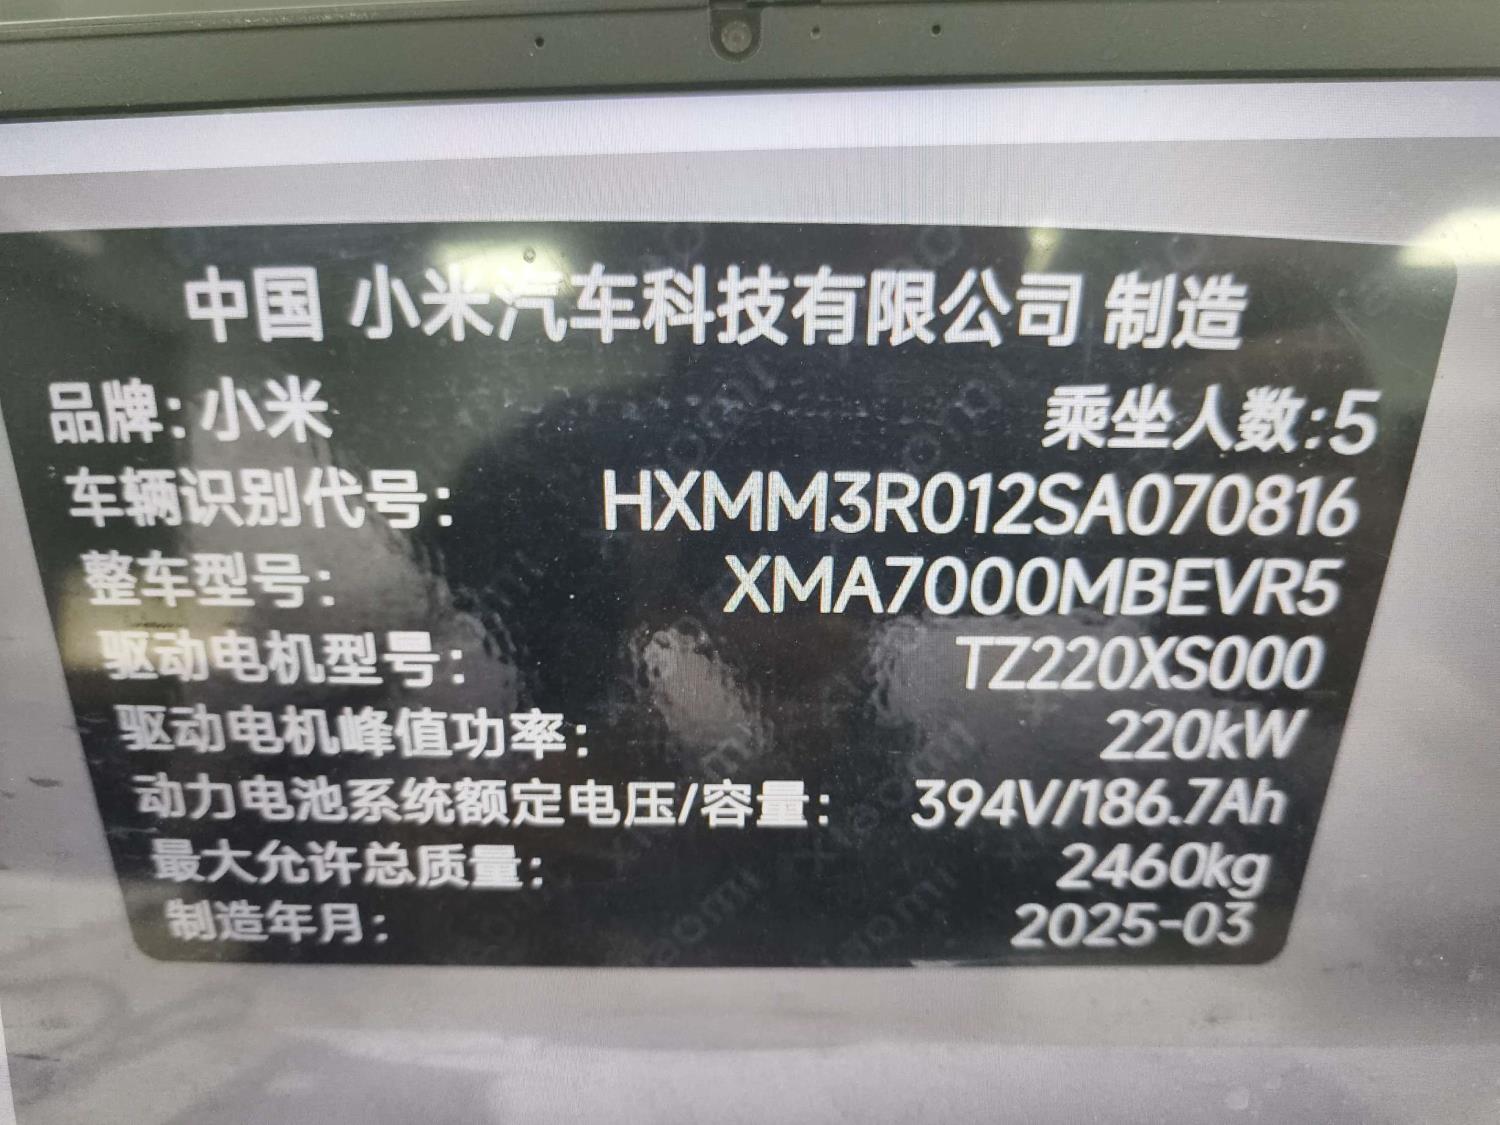 中国 小米汽车科技有限公司 制造
品牌:小米 乘坐人数:5
车辆识别代号: HXMM3R012SA070816
整车型号: XMA7000MBEVR5
驱动电机型号: TZ220XS000
驱动电机峰值功率: 220kW
动力电池系统额定电压/容量: 394V/186.7Ah
最大允许总质量: 2460kg
制造年月: 2025-03